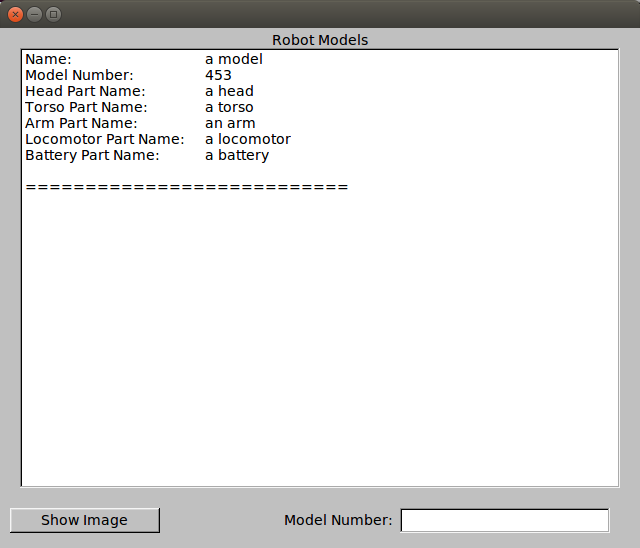 Robot Models
Name: a model
Model Number: 453
Head Part Name: a head
Torso Part Name: a torso
Arm Part Name: an arm
Locomotor Part Name: a locomotor
Battery Part Name: a battery
===========================
Show Image
Model Number: